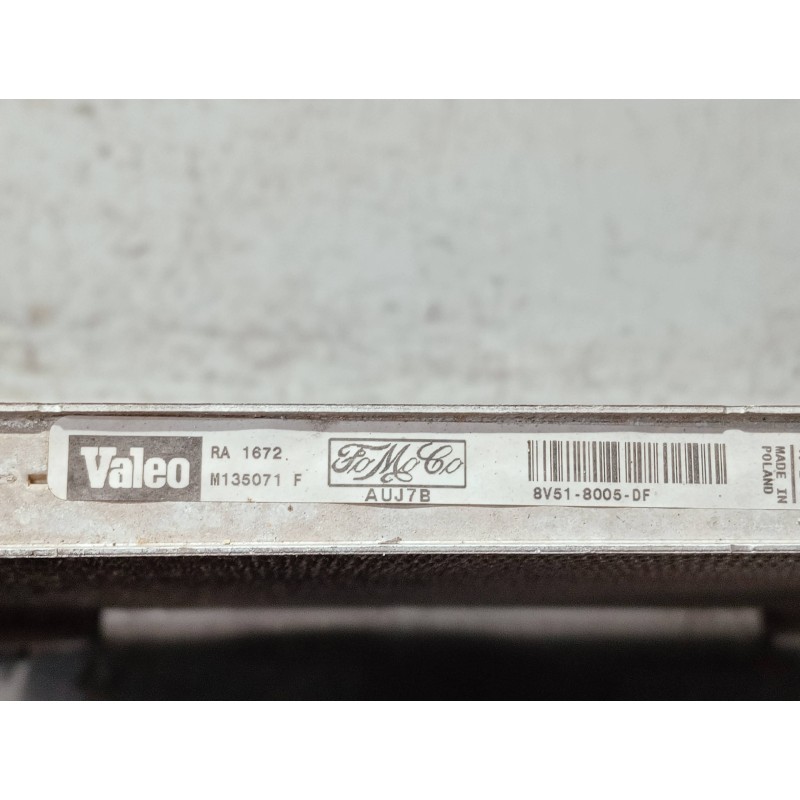 Valeo
RA 1672
M135071 F
FoMoCo
AUJ7B
8V51-8005-DF
MADE IN
POLAND